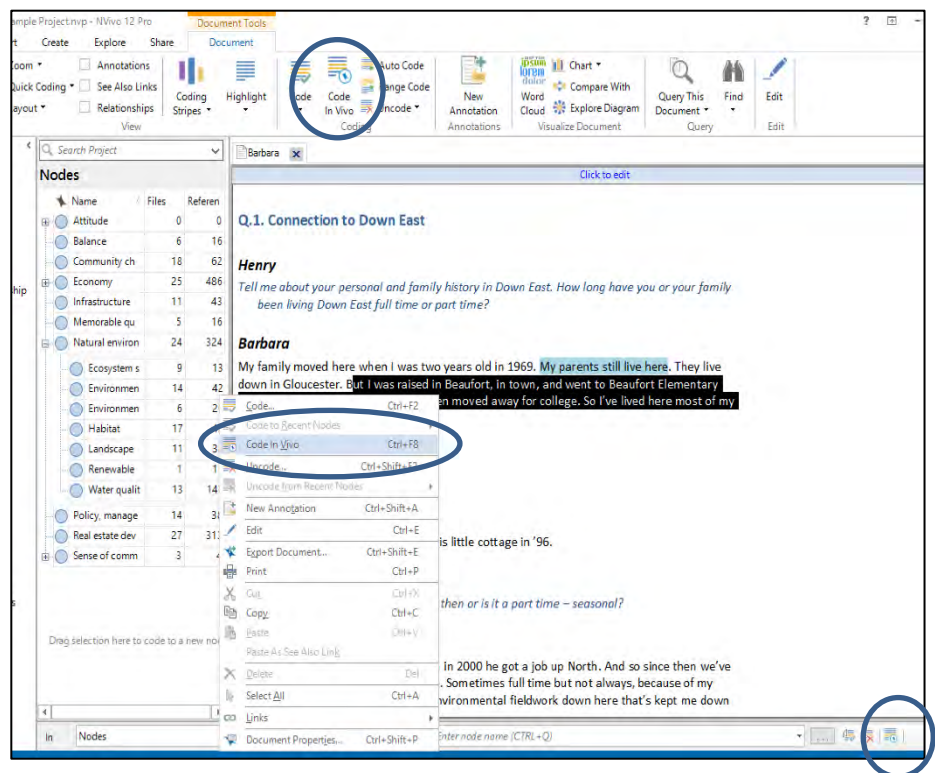 ample Project.nvp - NVivo 12 Pro Document Tools
t Create Explore Share Document
Zoom Annotations Auto Code Chart
Quick Coding See Also Links Range Code Compare With
ayout Relationships Uncode Explore Diagram
Coding Stripes Highlight ode Code In Vivo New Annotation Word Cloud Query This Document Find Edit
View Coding Annotations Visualize Document Query Edit
Search Project Barbara
Nodes Click to edit
Name Files Referen
Attitude 0 0
Balance 6 16
Community ch 18 62
Economy 25 486
Infrastructure 11 43
Memorable qu 5 16
Natural environ 24 324
Ecosystem s 9 13
Environmen 14 42
Environmen 6 2
Habitat 17
Landscape 11 3
Renewable 1 1
Water qualit 13 14
Policy, manage 14 3
Real estate dev 27 31
Sense of comm 3
hip
s
Drag selection here to code to a new no
Q.1. Connection to Down East
Henry
Tell me about your personal and family history in Down East. How long have you or your family
been living Down East full time or part time?
Barbara
My family moved here when I was two years old in 1969. My parents still live here. They live
down in Gloucester. But I was raised in Beaufort, in town, and went to Beaufort Elementary
en moved away for college. So I've lived here most of my
is little cottage in '96.
then or is it a part time – seasonal?
in 2000 he got a job up North. And so since then we've
. Sometimes full time but not always, because of my
nvironmental fieldwork down here that's kept me down
Code... Ctrl+F2
Code to Recent Nodes
Code In Vivo Ctrl+F8
Uncode... Ctrl+Shift+F2
Uncode from Recent Nodes
New Annotation Ctrl+Shift+A
Edit Ctrl+E
Export Document... Ctrl+Shift+E
Print Ctrl+P
Cut Ctrl+X
Copy Ctrl+C
Paste Ctrl+V
Paste As See Also Link
Delete Del
Select All Ctrl+A
Links
Document Properties... Ctrl+Shift+P
In Nodes Enter node name (CTRL+Q)